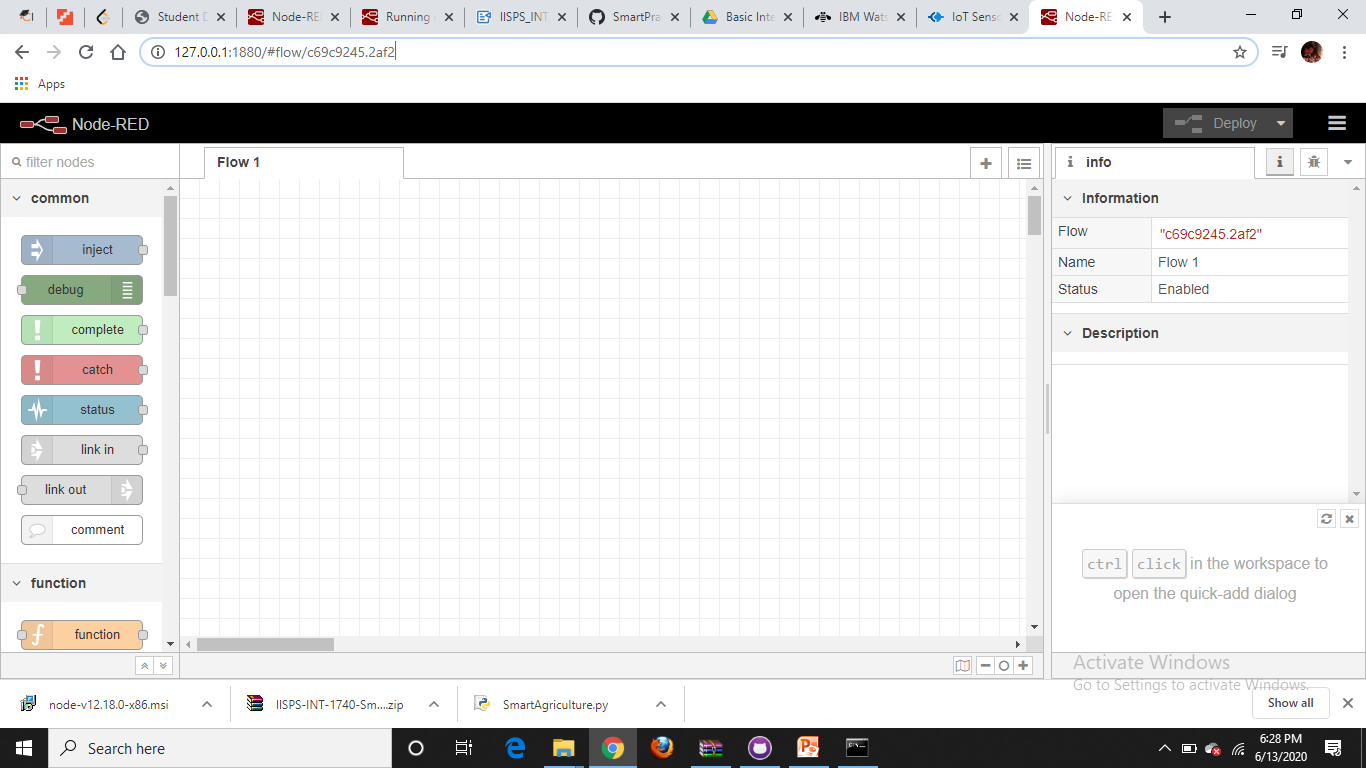 Student D
Node-RE
Running
IISPS_INT
SmartPra
Basic Inte
IBM Wats
IoT Senso
Node-RE
127.0.0.1:1880/#flow/c69c9245.2af2
Apps
Node-RED
Deploy
filter nodes
Flow 1
i info
i
common
Information
inject
Flow "c69c9245.2af2"
debug
Name Flow 1
Status Enabled
complete
Description
catch
status
link in
link out
comment
ctrl click in the workspace to
open the quick-add dialog
function
function
Activate Windows
Go to Settings to activate Windows.
node-v12.18.0-x86.msi
IISPS-INT-1740-Sm....zip
SmartAgriculture.py
Show all
Search here
6:28 PM
6/13/2020